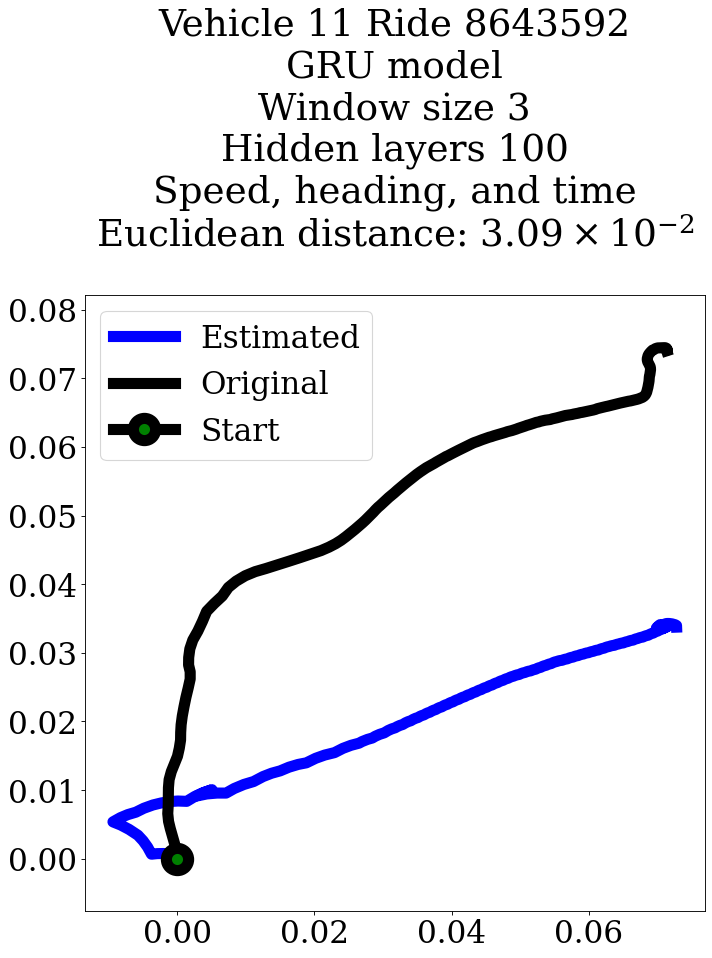 Vehicle 11 Ride 8643592
GRU model
Window size 3
Hidden layers 100
Speed, heading, and time
Euclidean distance: 3.09 × 10⁻²
0.08
0.07
0.06
0.05
0.04
0.03
0.02
0.01
0.00
Estimated
Original
Start
0.00 0.02 0.04 0.06